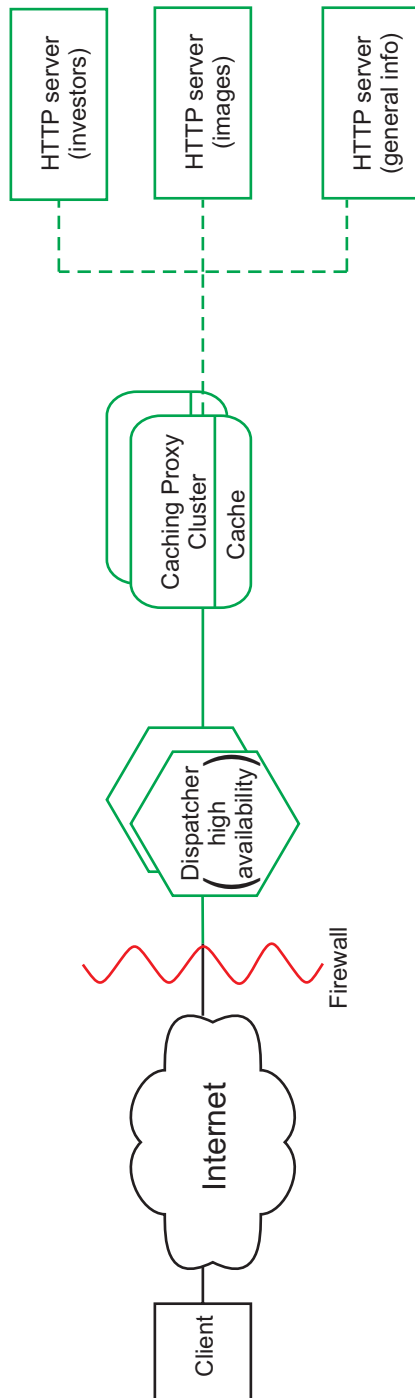 Client
Internet
Firewall
Dispatcher
(high
availability)
Caching Proxy
Cluster
Cache
HTTP server
(investors)
HTTP server
(images)
HTTP server
(general info)